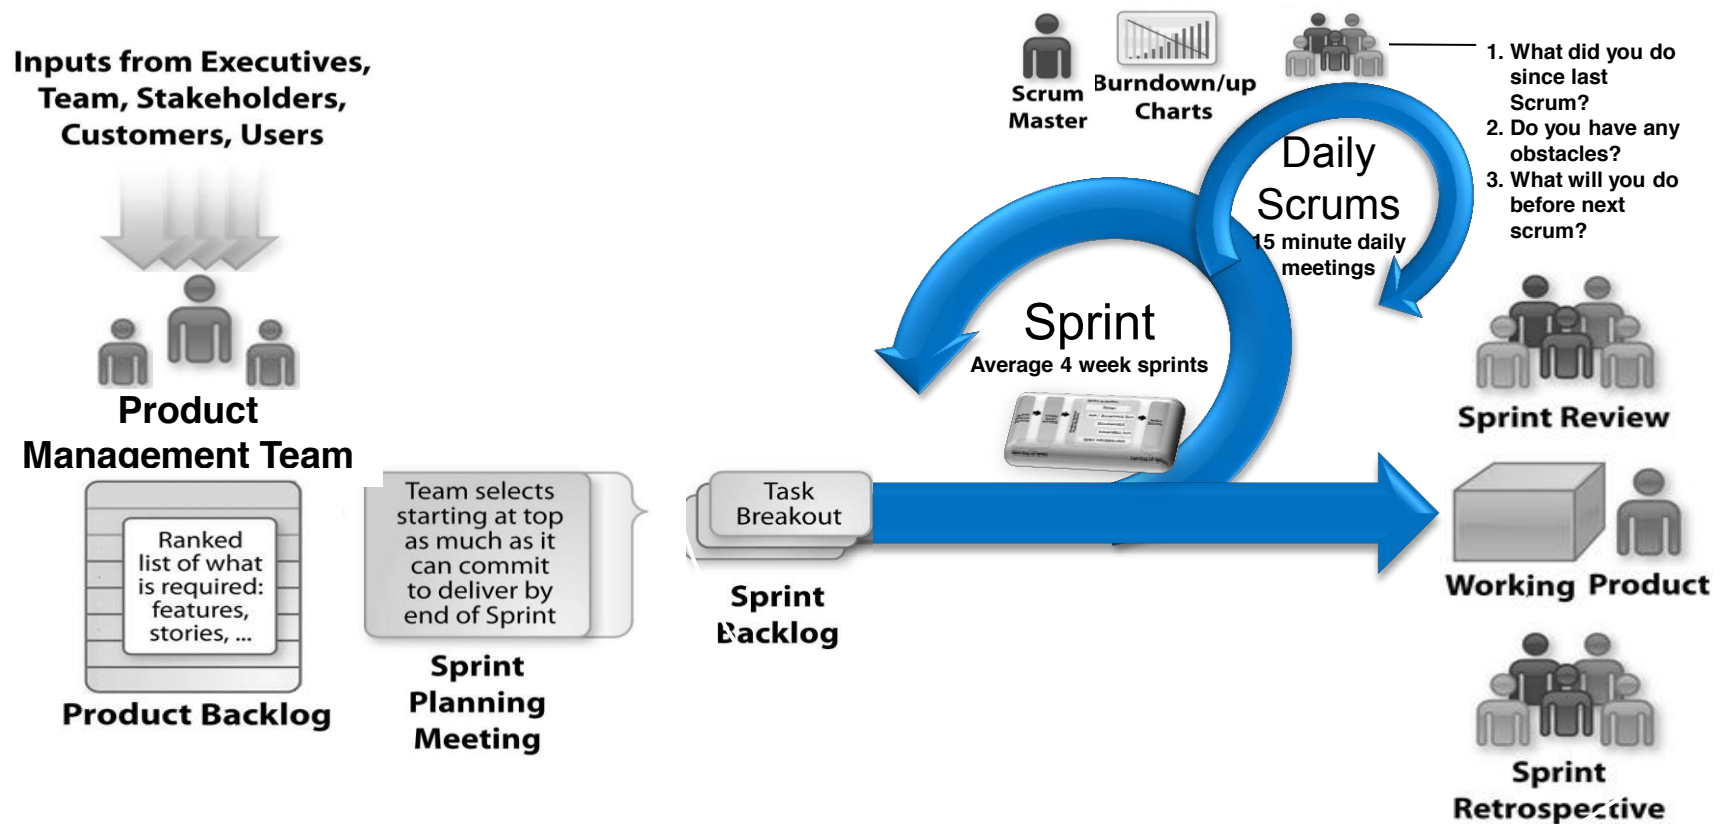 Inputs from Executives,
Team, Stakeholders,
Customers, Users
Product
Management Team
Ranked
list of what
is required:
features,
stories, ...
Product Backlog
Team selects
starting at top
as much as it
can commit
to deliver by
end of Sprint
Sprint
Planning
Meeting
Task
Breakout
Sprint
Backlog
Scrum
Master
Burndown/up
Charts
Daily
Scrums
15 minute daily
meetings
1. What did you do
since last
Scrum?
2. Do you have any
obstacles?
3. What will you do
before next
scrum?
Sprint
Average 4 week sprints
Sprint Review
Working Product
Sprint
Retrospective